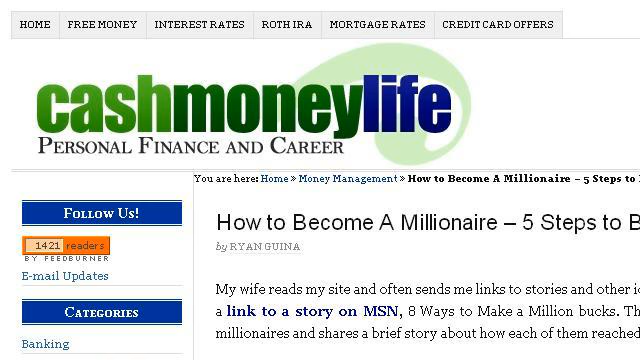 HOME FREE MONEY INTEREST RATES ROTH IRA MORTGAGE RATES CREDIT CARD OFFERS
cashmoneylife
PERSONAL FINANCE AND CAREER
You are here: Home » Money Management » How to Become A Millionaire – 5 Steps to
FOLLOW US!
1421 readers
BY FEEDBURNER
E-mail Updates
CATEGORIES
Banking
How to Become A Millionaire – 5 Steps to B
by RYAN GUINA
My wife reads my site and often sends me links to stories and other
a link to a story on MSN, 8 Ways to Make a Million bucks. Th
millionaires and shares a brief story about how each of them reached